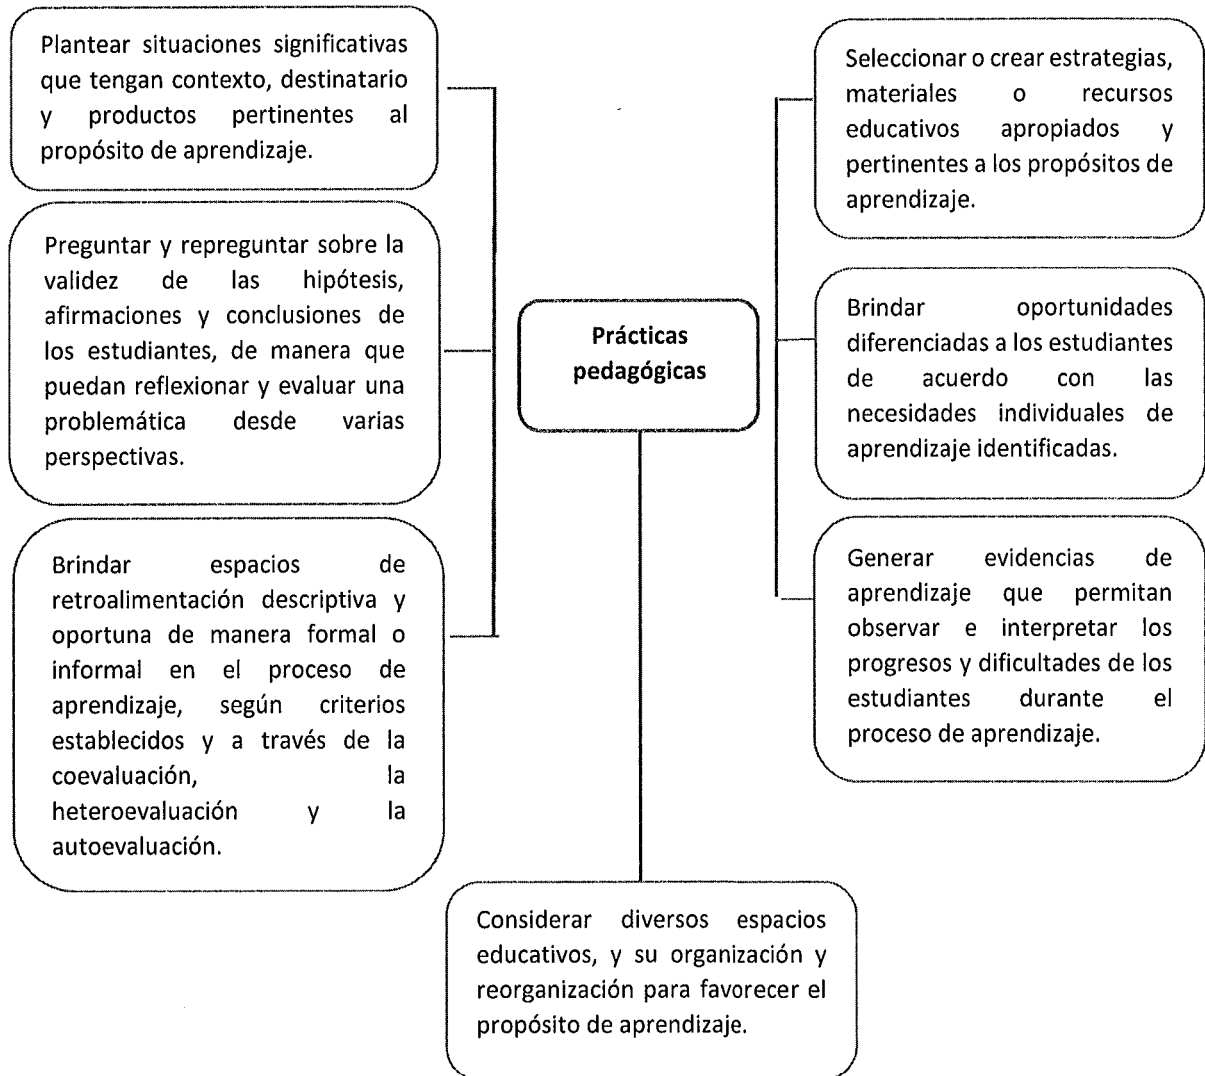 Plantear situaciones significativas
que tengan contexto, destinatario
y productos pertinentes al
propósito de aprendizaje.
Preguntar y repreguntar sobre la
validez de las hipótesis,
afirmaciones y conclusiones de
los estudiantes, de manera que
puedan reflexionar y evaluar una
problemática desde varias
perspectivas.
Brindar espacios de
retroalimentación descriptiva y
oportuna de manera formal o
informal en el proceso de
aprendizaje, según criterios
establecidos y a través de la
coevaluación, la
heteroevaluación y la
autoevaluación.
Prácticas
pedagógicas
Seleccionar o crear estrategias,
materiales o recursos
educativos apropiados y
pertinentes a los propósitos de
aprendizaje.
Brindar oportunidades
diferenciadas a los estudiantes
de acuerdo con las
necesidades individuales de
aprendizaje identificadas.
Generar evidencias de
aprendizaje que permitan
observar e interpretar los
progresos y dificultades de los
estudiantes durante el
proceso de aprendizaje.
Considerar diversos espacios
educativos, y su organización y
reorganización para favorecer el
propósito de aprendizaje.